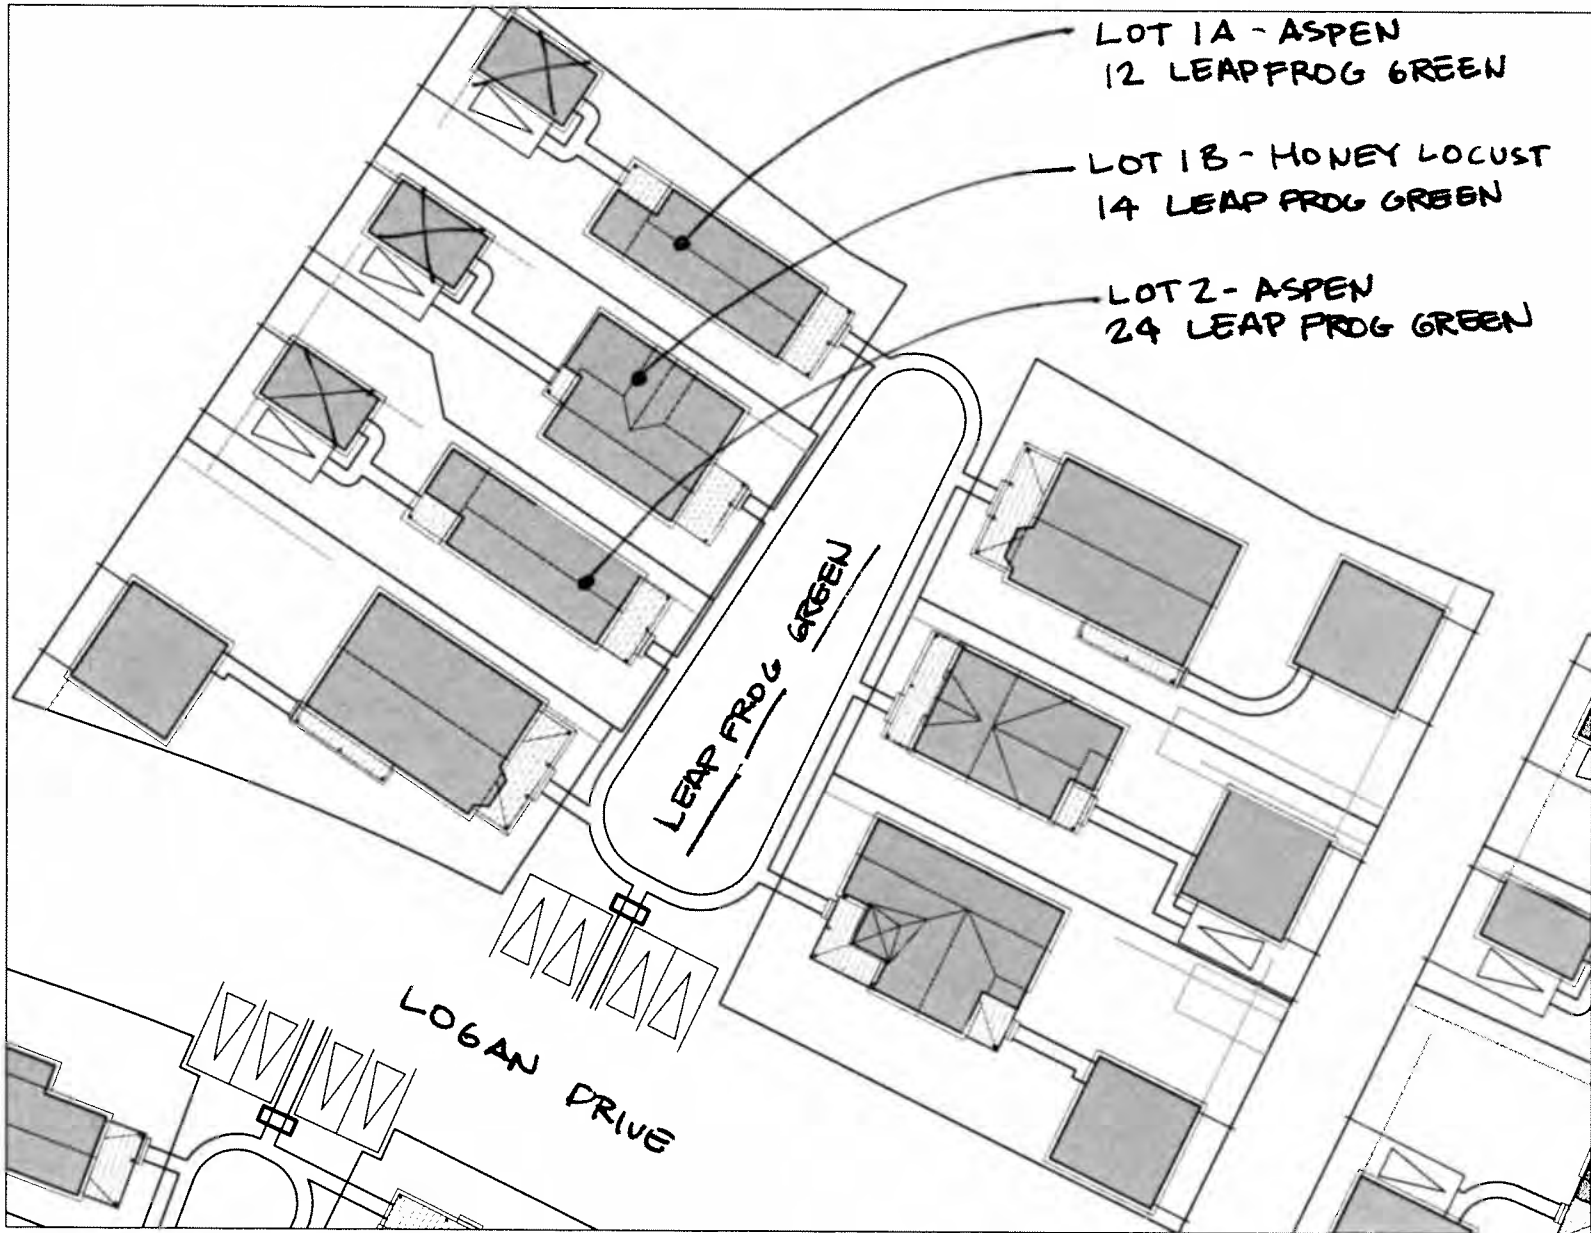 LOT 1A - ASPEN
12 LEAPFROG GREEN
LOT 1B - HONEY LOCUST
14 LEAP FROG GREEN
LOT 2 - ASPEN
24 LEAP FROG GREEN
LEAP FROG GREEN
LOGAN DRIVE